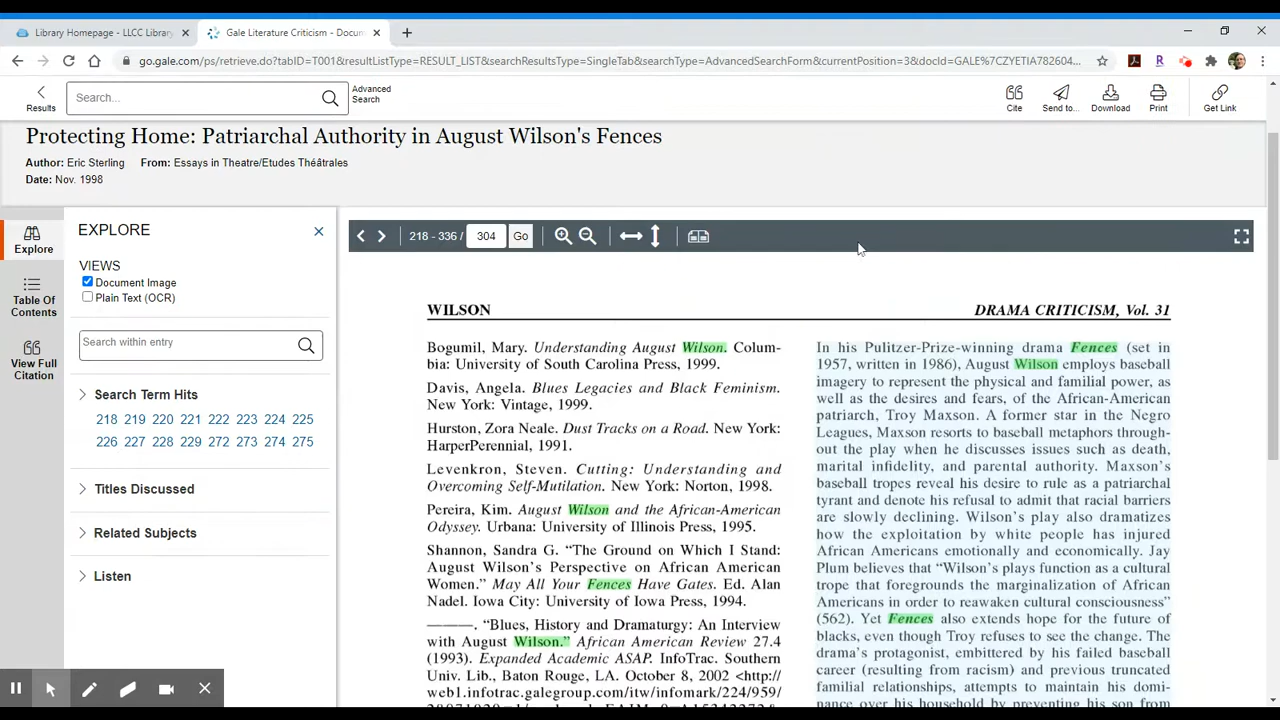 Library Homepage - LLCC Library
Gale Literature Criticism - Docum
go.gale.com/ps/retrieve.do?tabID=T001&resultListType=RESULT_LIST&searchResultsType=SingleTab&searchType=AdvancedSearchForm&currentPosition=3&docId=GALE%7CZYETIA782604...
Results
Search...
Advanced
Search
Cite
Send to...
Download
Print
Get Link
Protecting Home: Patriarchal Authority in August Wilson's Fences
Author: Eric Sterling From: Essays in Theatre/Etudes Théâtrales
Date: Nov. 1998
Explore
Table Of
Contents
View Full
Citation
EXPLORE
VIEWS
Document Image
Plain Text (OCR)
Search within entry
Search Term Hits
218 219 220 221 222 223 224 225
226 227 228 229 272 273 274 275
Titles Discussed
Related Subjects
Listen
218 - 336 / 304 Go
WILSON
DRAMA CRITICISM, Vol. 31
Bogumil, Mary. Understanding August Wilson. Colum-
bia: University of South Carolina Press, 1999.
Davis, Angela. Blues Legacies and Black Feminism.
New York: Vintage, 1999.
Hurston, Zora Neale. Dust Tracks on a Road. New York:
HarperPerennial, 1991.
Levenkron, Steven. Cutting: Understanding and
Overcoming Self-Mutilation. New York: Norton, 1998.
Pereira, Kim. August Wilson and the African-American
Odyssey. Urbana: University of Illinois Press, 1995.
Shannon, Sandra G. “The Ground on Which I Stand:
August Wilson’s Perspective on African American
Women.” May All Your Fences Have Gates. Ed. Alan
Nadel. Iowa City: University of Iowa Press, 1994.
———. “Blues, History and Dramaturgy: An Interview
with August Wilson.” African American Review 27.4
(1993). Expanded Academic ASAP. InfoTrac. Southern
Univ. Lib., Baton Rouge, LA. October 8, 2002 <http://
web1.infotrac.galegroup.com/itw/infomark/224/959/
In his Pulitzer-Prize-winning drama Fences (set in
1957, written in 1986), August Wilson employs baseball
imagery to represent the physical and familial power, as
well as the desires and fears, of the African-American
patriarch, Troy Maxson. A former star in the Negro
Leagues, Maxson resorts to baseball metaphors through-
out the play when he discusses issues such as death,
marital infidelity, and parental authority. Maxson’s
baseball tropes reveal his desire to rule as a patriarchal
tyrant and denote his refusal to admit that racial barriers
are slowly declining. Wilson’s play also dramatizes
how the exploitation by white people has injured
African Americans emotionally and economically. Jay
Plum believes that “Wilson’s plays function as a cultural
trope that foregrounds the marginalization of African
Americans in order to reawaken cultural consciousness”
(562). Yet Fences also extends hope for the future of
blacks, even though Troy refuses to see the change. The
drama’s protagonist, embittered by his failed baseball
career (resulting from racism) and previous truncated
familial relationships, attempts to maintain his domi-
nance over his household by preventing his son from